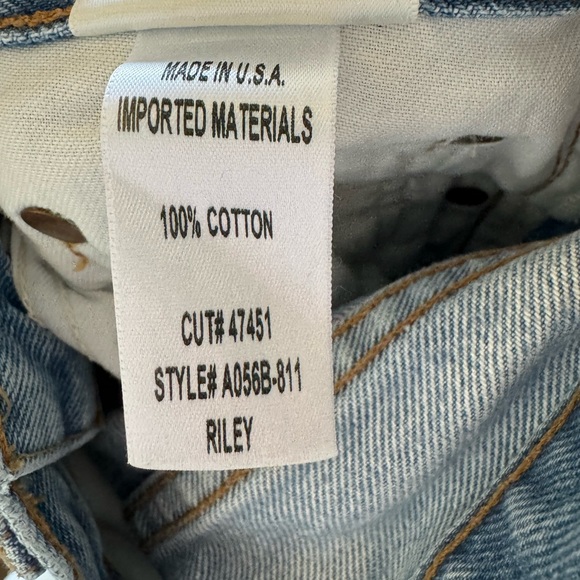 MADE IN U.S.A.
IMPORTED MATERIALS
100% COTTON
CUT# 47451
STYLE# A056B-811
RILEY